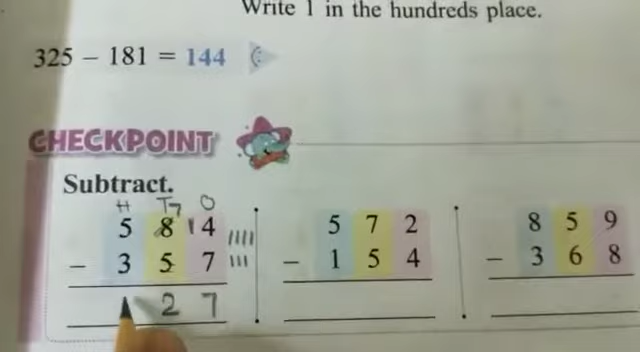 Write 1 in the hundreds place.
325 − 181 = 144
CHECKPOINT
Subtract.
H T 7 O
5 8 14 5 7 2 8 5 9
− 3 5 7 − 1 5 4 − 3 6 8
2 7